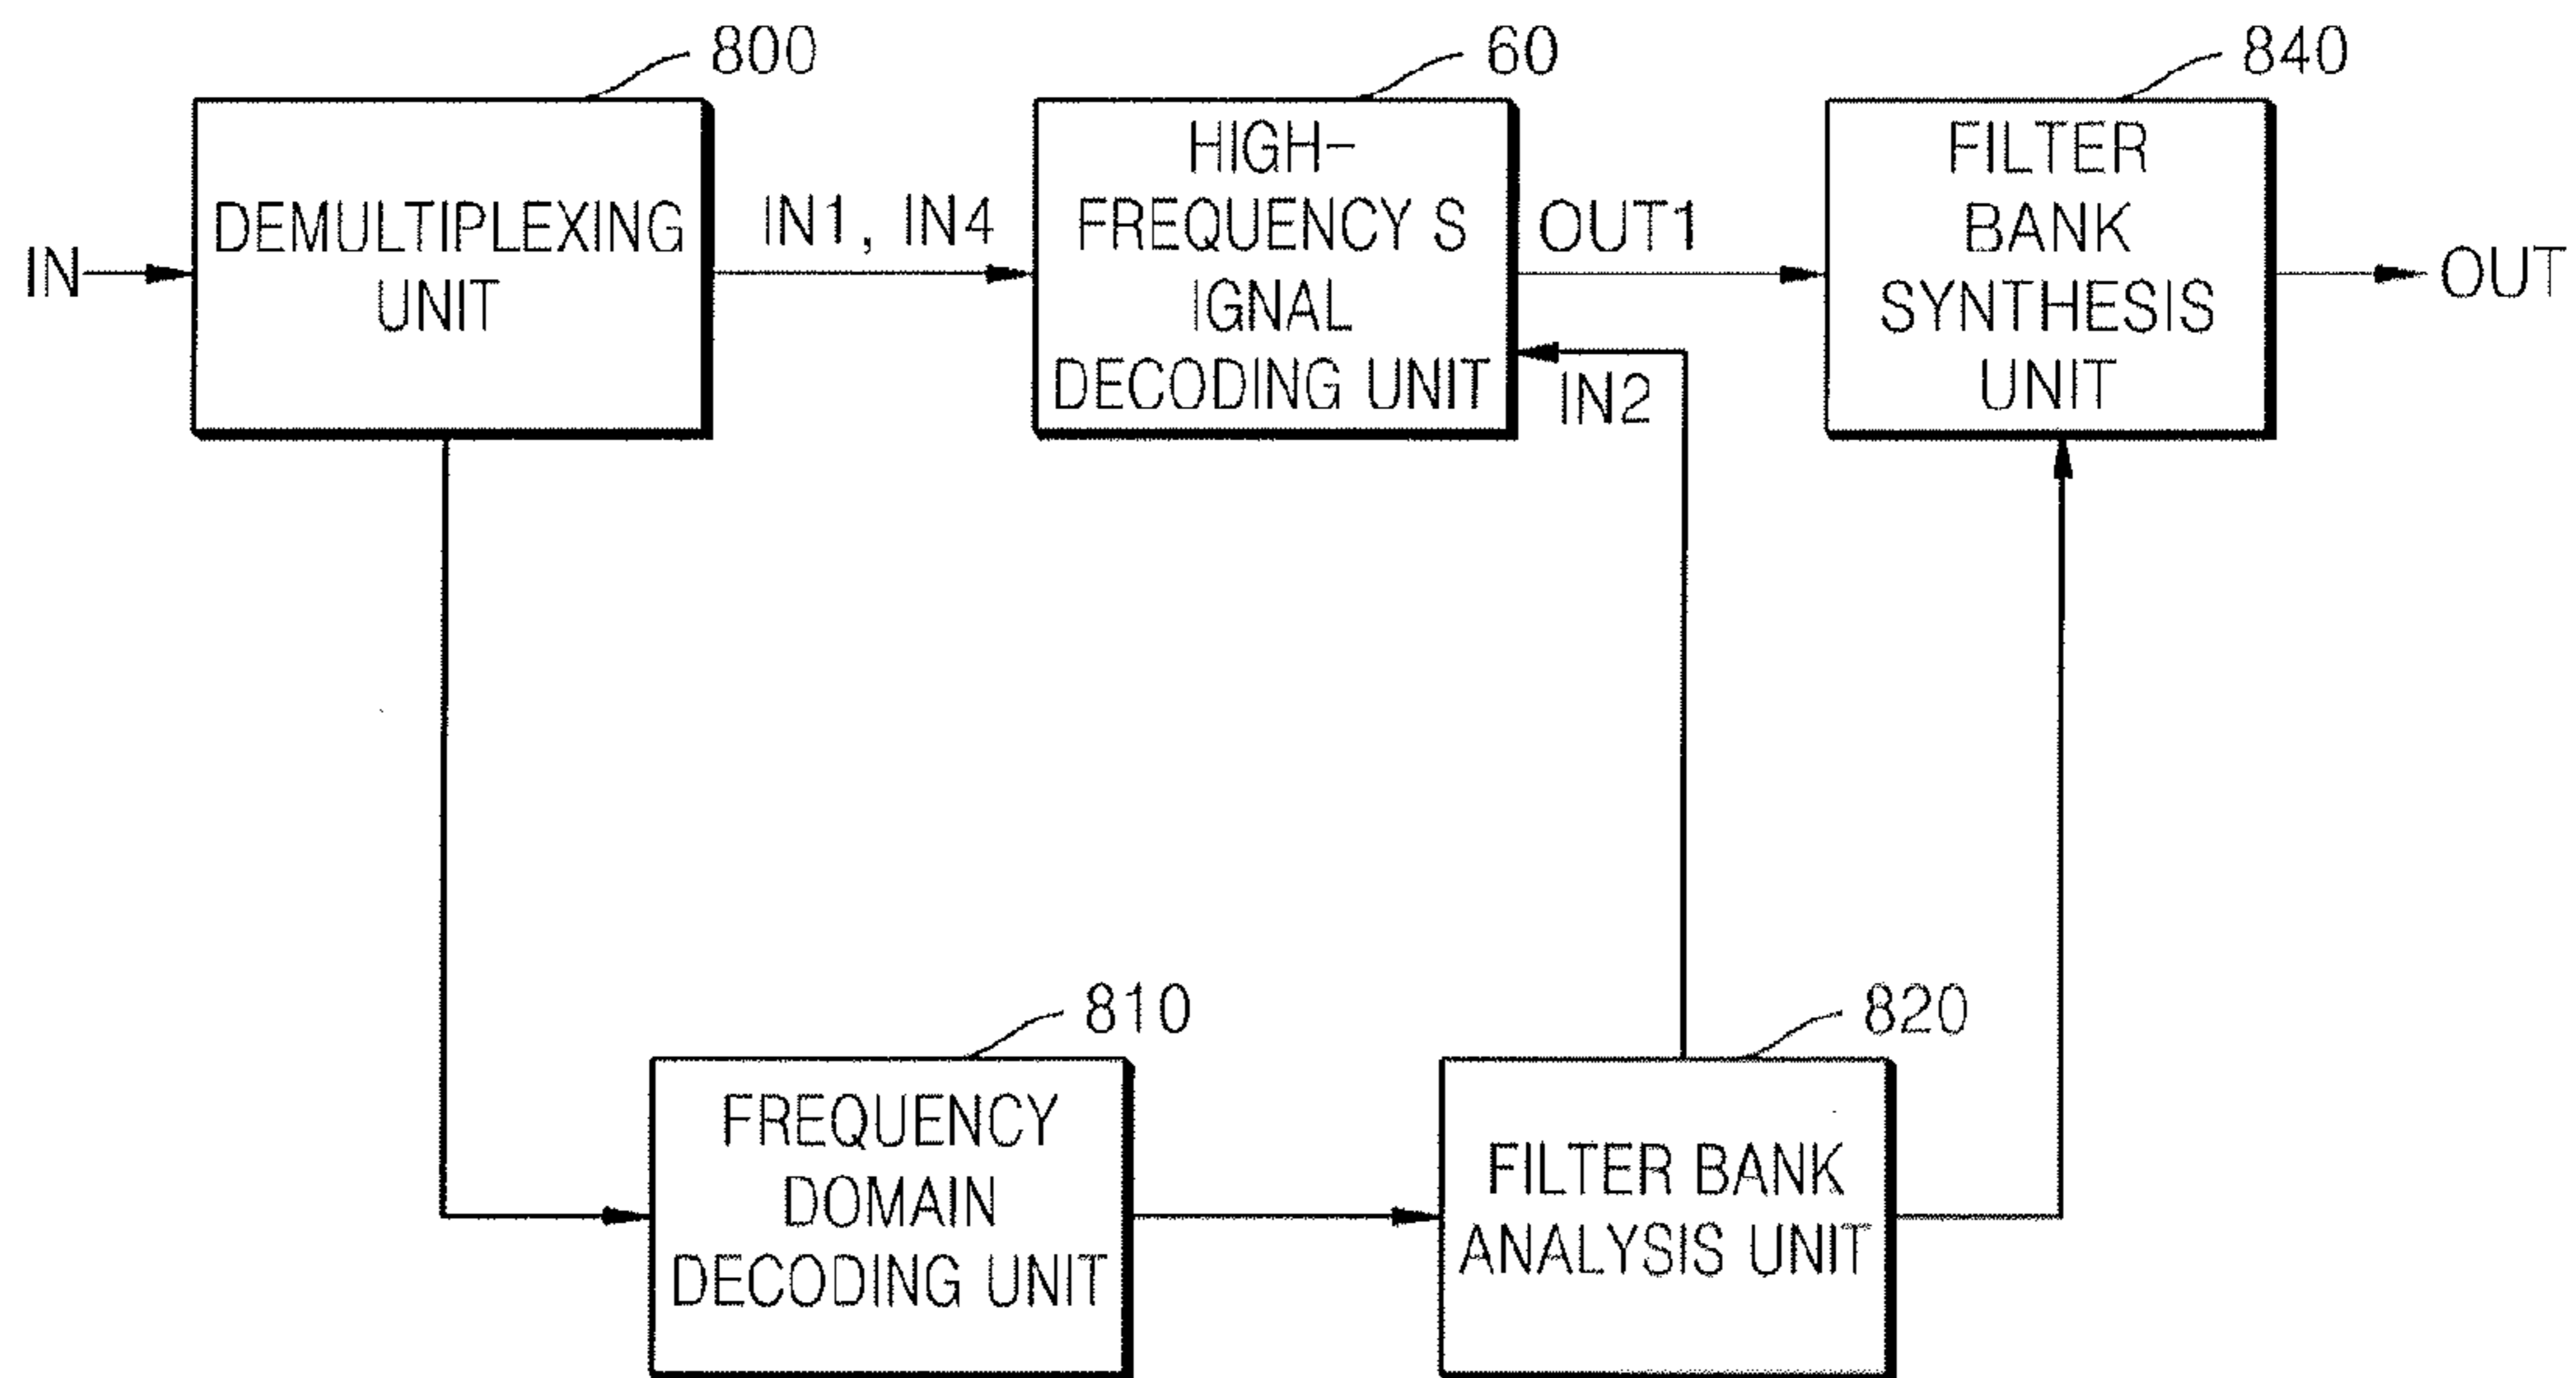 800
60
840
IN
DEMULTIPLEXING
UNIT
IN1, IN4
HIGH-
FREQUENCY S
IGNAL
DECODING UNIT
OUT1
IN2
FILTER
BANK
SYNTHESIS
UNIT
OUT
810
820
FREQUENCY
DOMAIN
DECODING UNIT
FILTER BANK
ANALYSIS UNIT